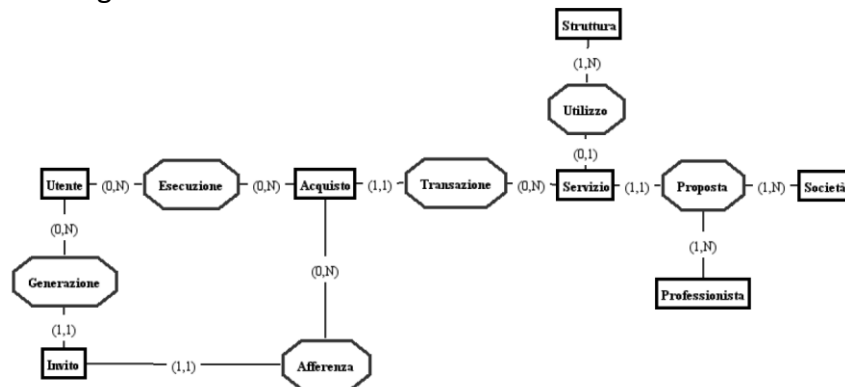 Struttura
(1,N)
Utilizzo
(0,1)
Utente (0,N) Esecuzione (0,N) Acquisto (1,1) Transazione (0,N) Servizio (1,1) Proposta (1,N) Società
(0,N)
(1,N)
(0,N)
Generazione
Professionista
(1,1)
Invito (1,1) Afferenza